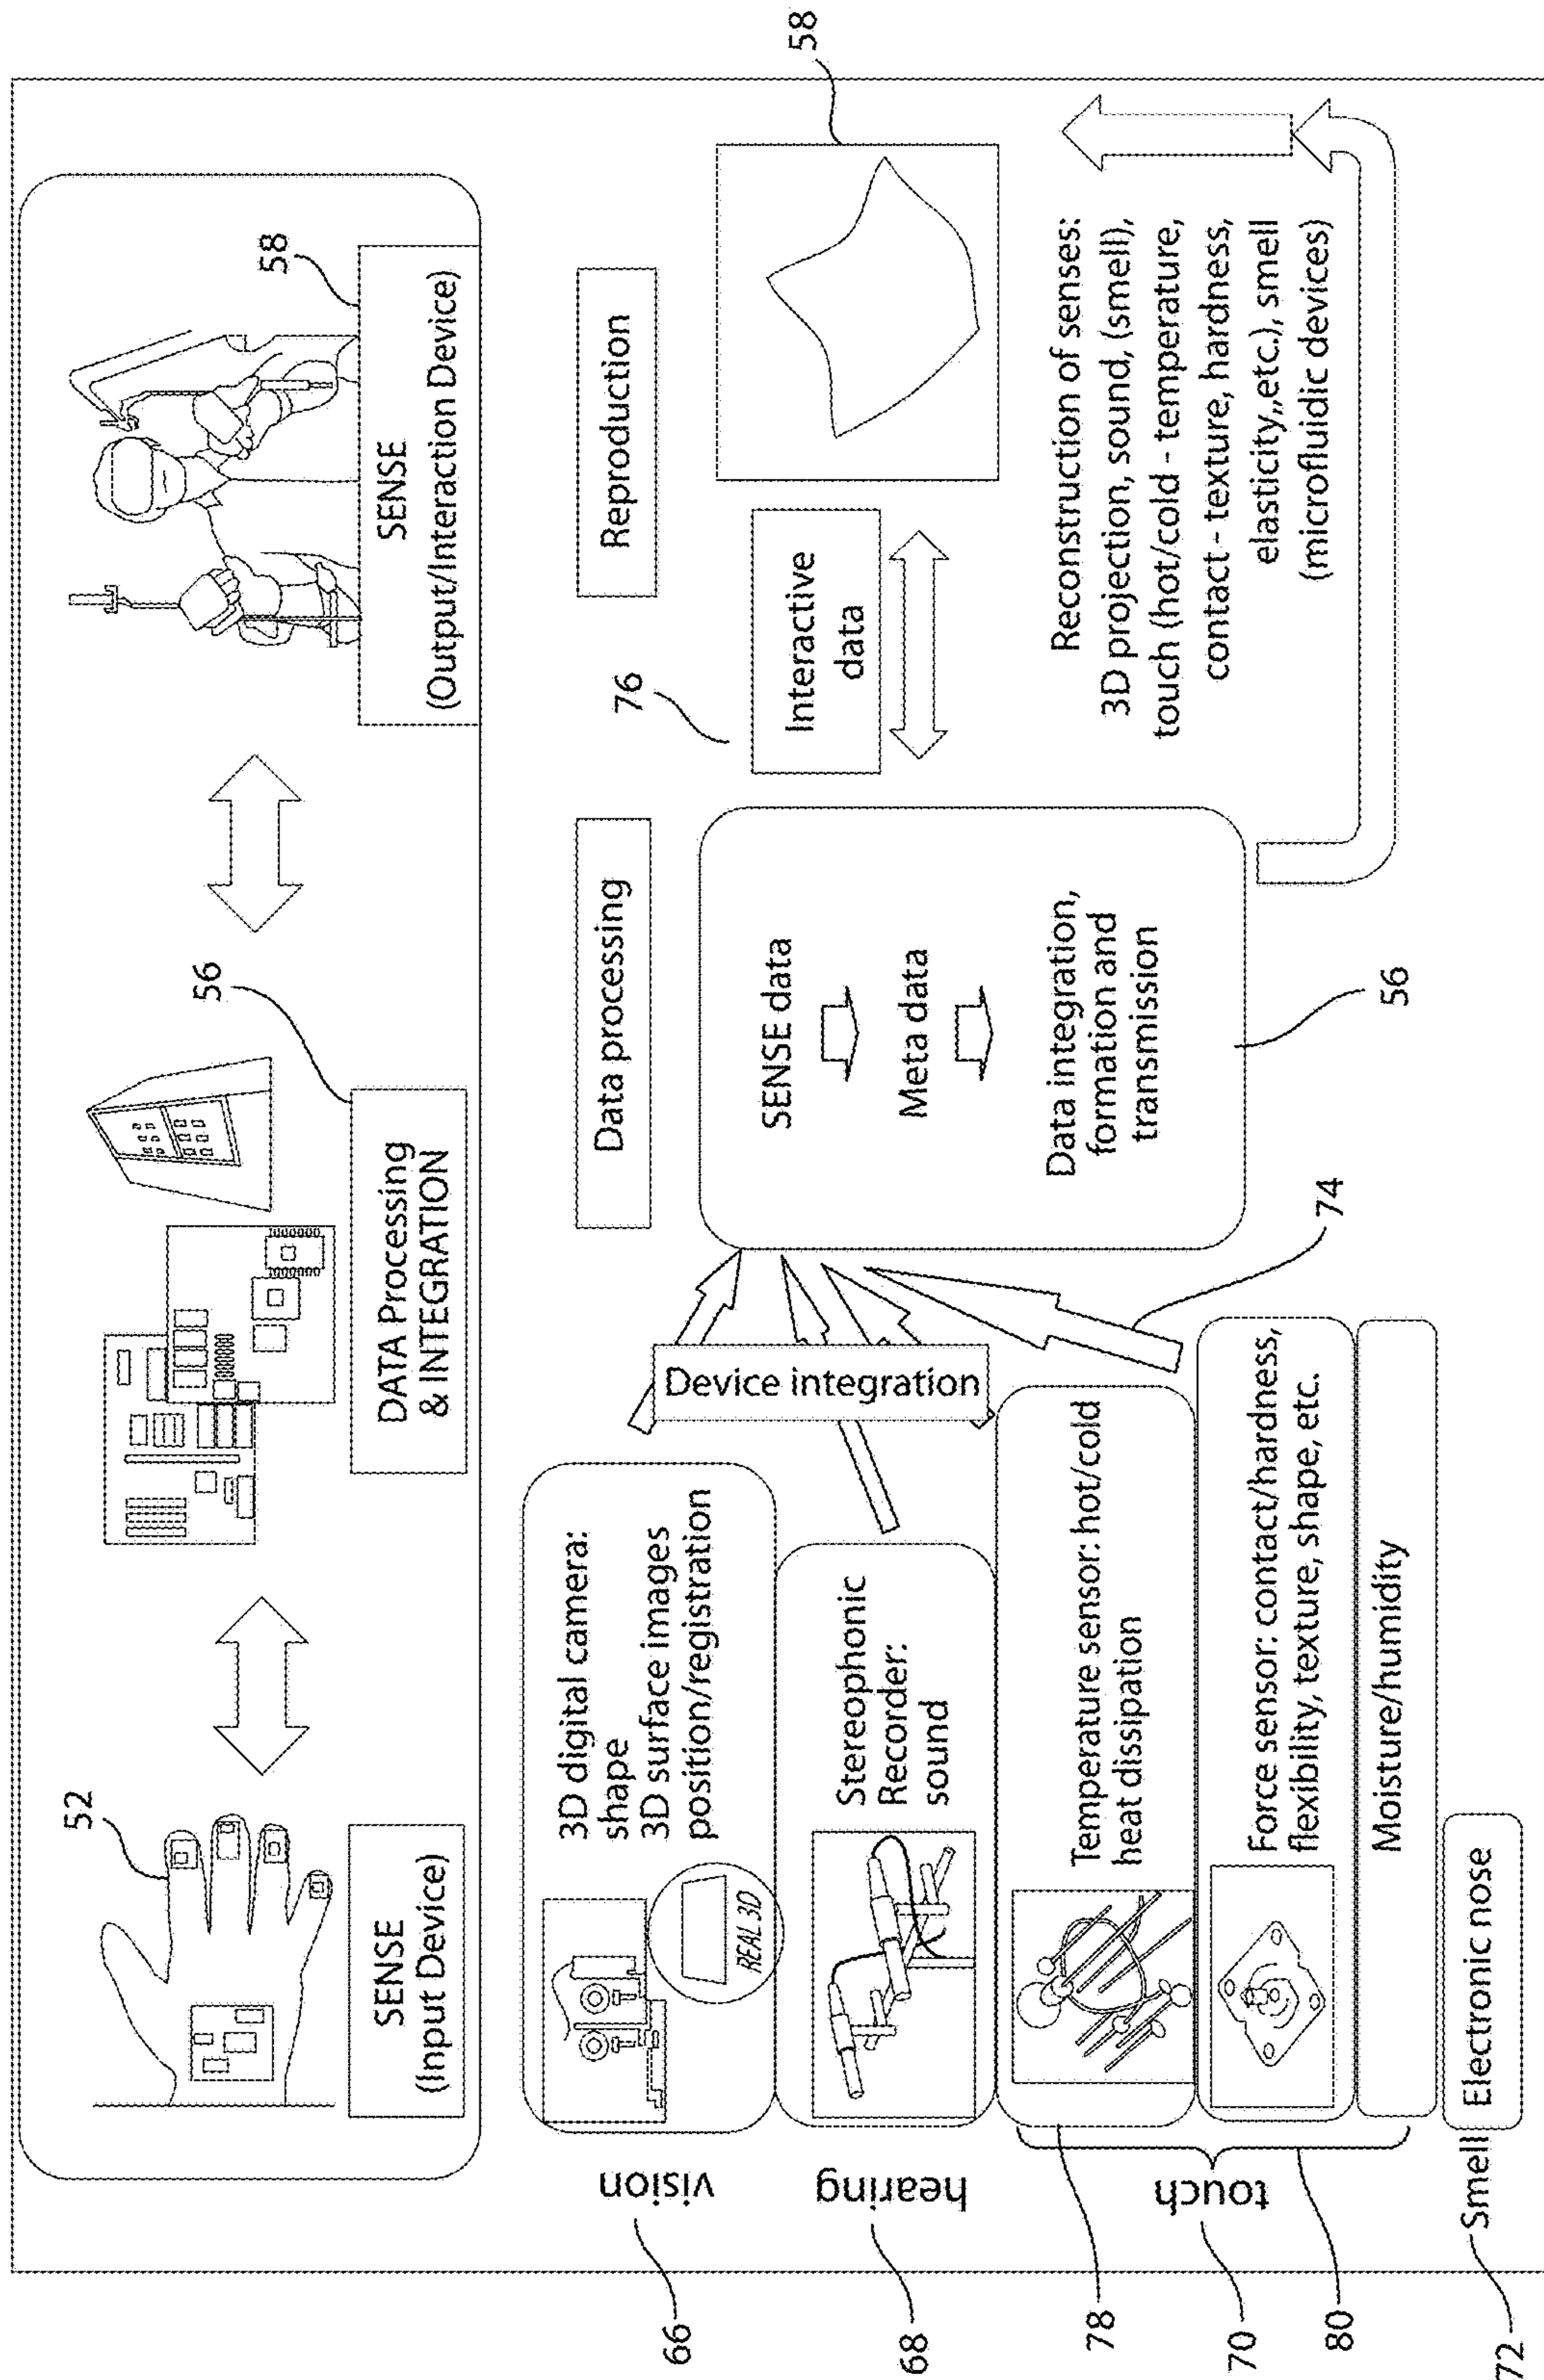 52
56
58
SENSE
(Input Device)
DATA Processing
& INTEGRATION
SENSE
(Output/Interaction Device)
66
vision
3D digital camera:
shape
3D surface images
position/registration
REAL 3D
68
hearing
Stereophonic
Recorder:
sound
78
70
touch
80
Temperature sensor: hot/cold
heat dissipation
Force sensor: contact/hardness,
flexibility, texture, shape, etc.
Moisture/humidity
72
Smell
Electronic nose
Device integration
74
Data processing
SENSE data
Meta data
Data integration,
formation and
transmission
56
76
Interactive
data
Reproduction
58
Reconstruction of senses:
3D projection, sound, (smell),
touch (hot/cold - temperature,
contact - texture, hardness,
elasticity,,etc.), smell
(microfluidic devices)